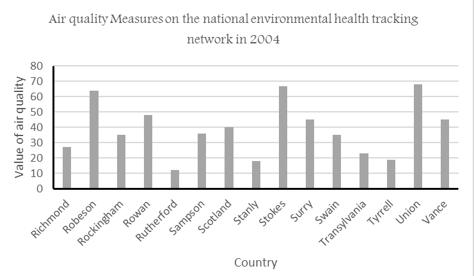 Air quality Measures on the national environmental health tracking
network in 2004
Value of air quality
80
70
60
50
40
30
20
10
0
Richmond
Robeson
Rockingham
Rowan
Rutherford
Sampson
Scotland
Stanly
Stokes
Surry
Swain
Transylvania
Tyrrell
Union
Vance
Country